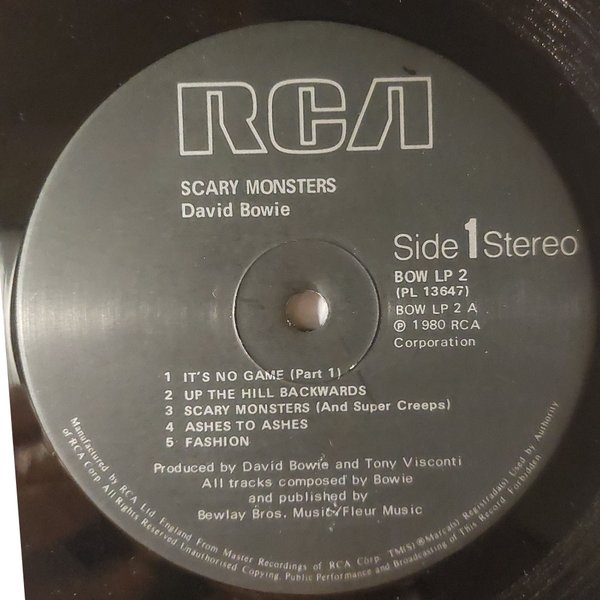 RCA
SCARY MONSTERS
David Bowie
Side 1 Stereo
BOW LP 2
(PL 13647)
BOW LP 2 A
℗ 1980 RCA
Corporation
1 IT'S NO GAME (Part 1)
2 UP THE HILL BACKWARDS
3 SCARY MONSTERS (And Super Creeps)
4 ASHES TO ASHES
5 FASHION
Produced by David Bowie and Tony Visconti
All tracks composed by Bowie
and published by
Bewlay Bros. Music/Fleur Music
Manufactured by RCA Ltd. England. From Master Recordings of RCA Corp. TM(S)® Marca(s) Registrada(s) Used by Authority
of RCA Corp All Rights Reserved Unauthorised Copying, Public Performance and Broadcasting of This Record Forbidden